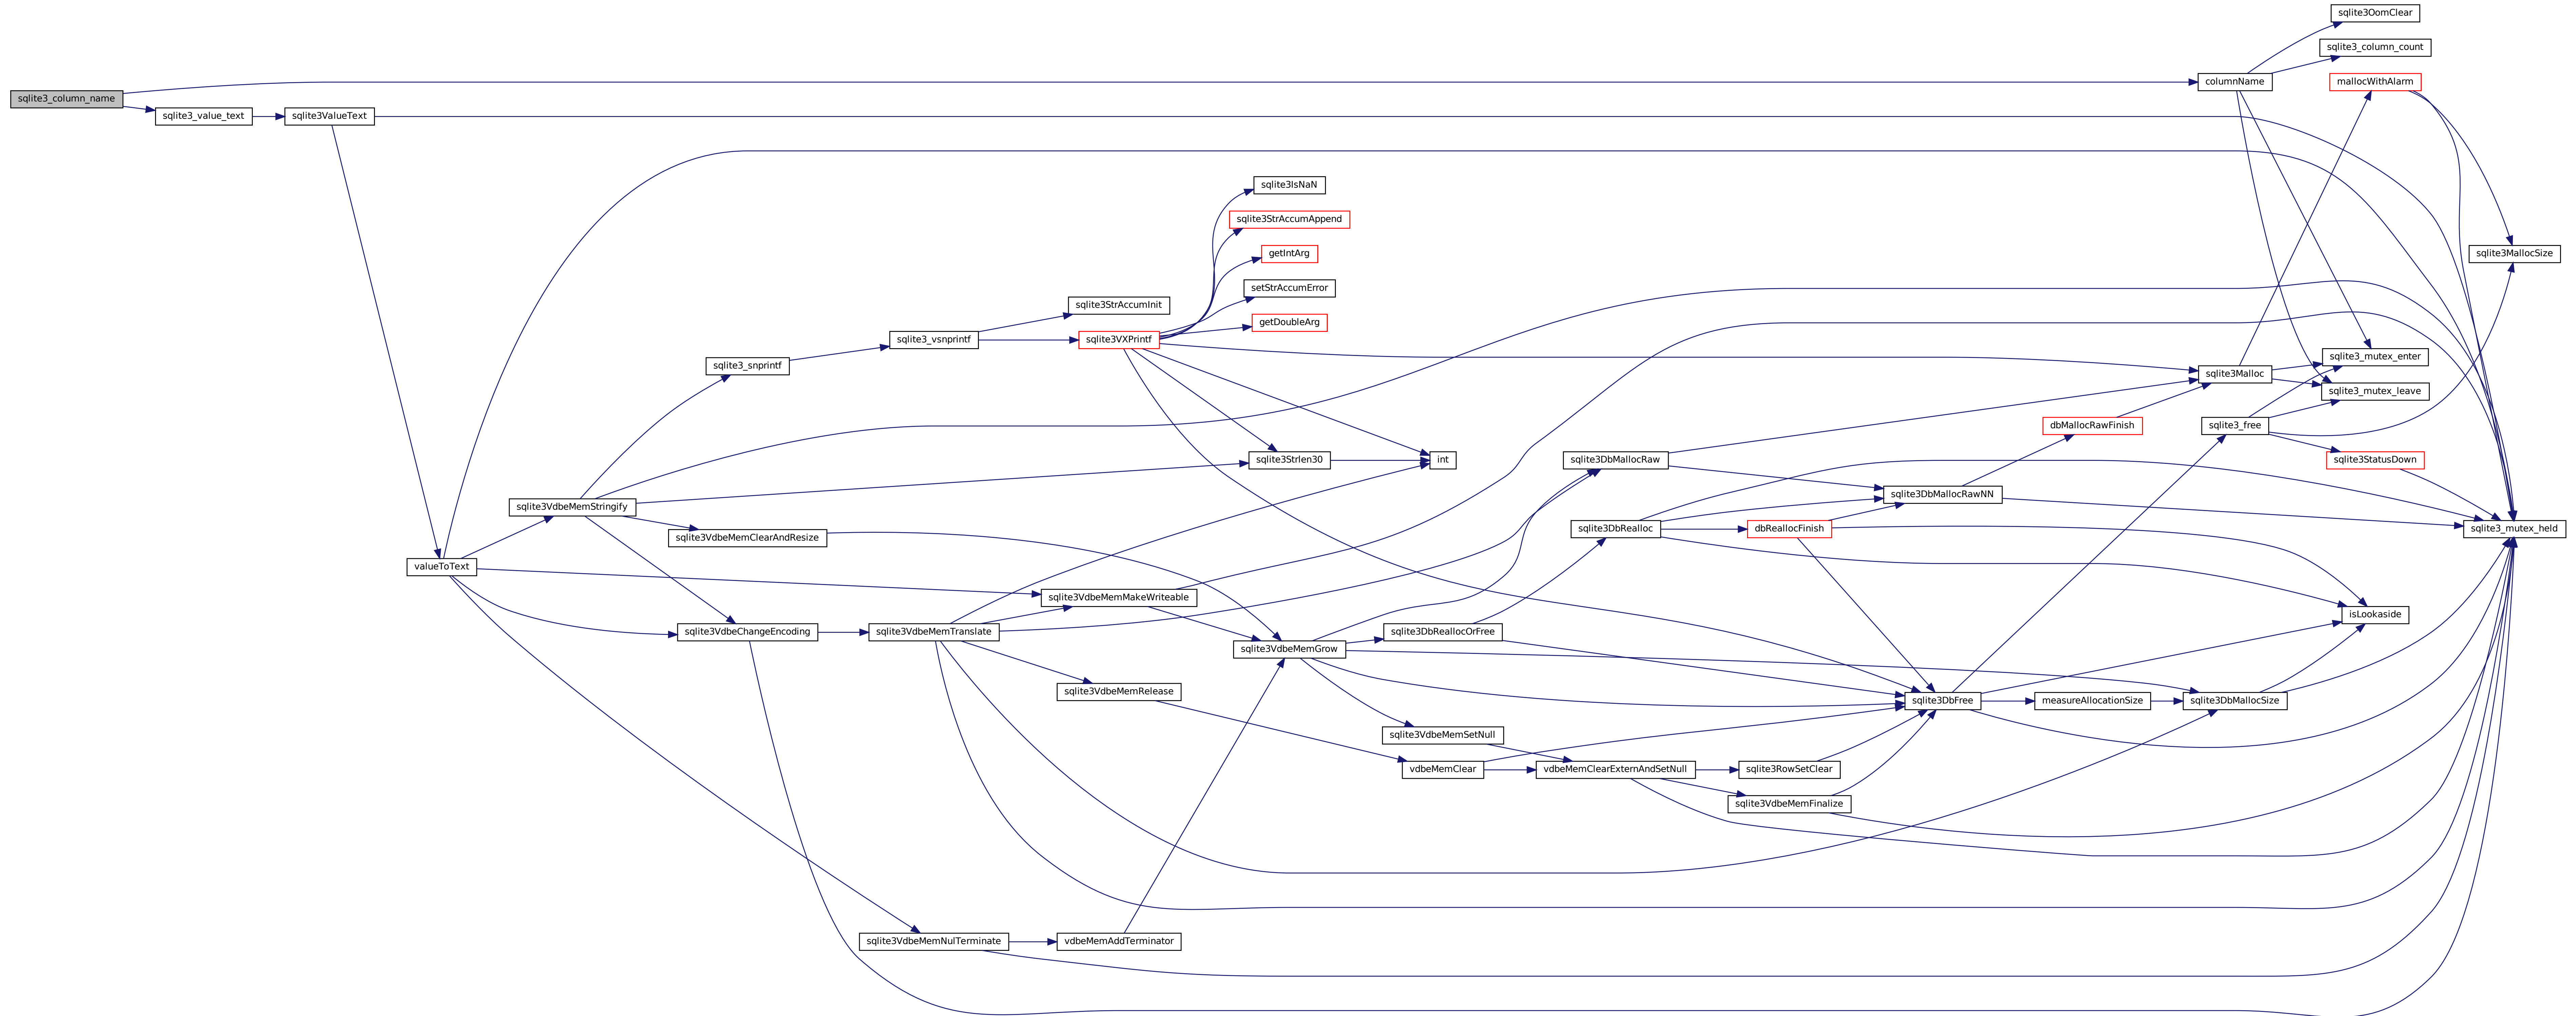 sqlite3_column_name
sqlite3_value_text
sqlite3ValueText
valueToText
sqlite3VdbeMemStringify
sqlite3_snprintf
sqlite3VdbeMemClearAndResize
sqlite3VdbeChangeEncoding
sqlite3_vsnprintf
sqlite3VdbeMemTranslate
sqlite3VdbeMemNulTerminate
sqlite3StrAccumInit
sqlite3VXPrintf
sqlite3VdbeMemMakeWriteable
sqlite3VdbeMemRelease
vdbeMemAddTerminator
sqlite3IsNaN
sqlite3StrAccumAppend
getIntArg
setStrAccumError
getDoubleArg
sqlite3Strlen30
int
sqlite3VdbeMemGrow
sqlite3DbReallocOrFree
sqlite3VdbeMemSetNull
vdbeMemClear
sqlite3DbMallocRaw
sqlite3DbRealloc
vdbeMemClearExternAndSetNull
dbReallocFinish
sqlite3RowSetClear
sqlite3VdbeMemFinalize
sqlite3DbMallocRawNN
sqlite3DbFree
dbMallocRawFinish
measureAllocationSize
columnName
sqlite3Malloc
sqlite3_free
sqlite3DbMallocSize
sqlite3OomClear
sqlite3_column_count
mallocWithAlarm
sqlite3_mutex_enter
sqlite3_mutex_leave
sqlite3StatusDown
isLookaside
sqlite3MallocSize
sqlite3_mutex_held